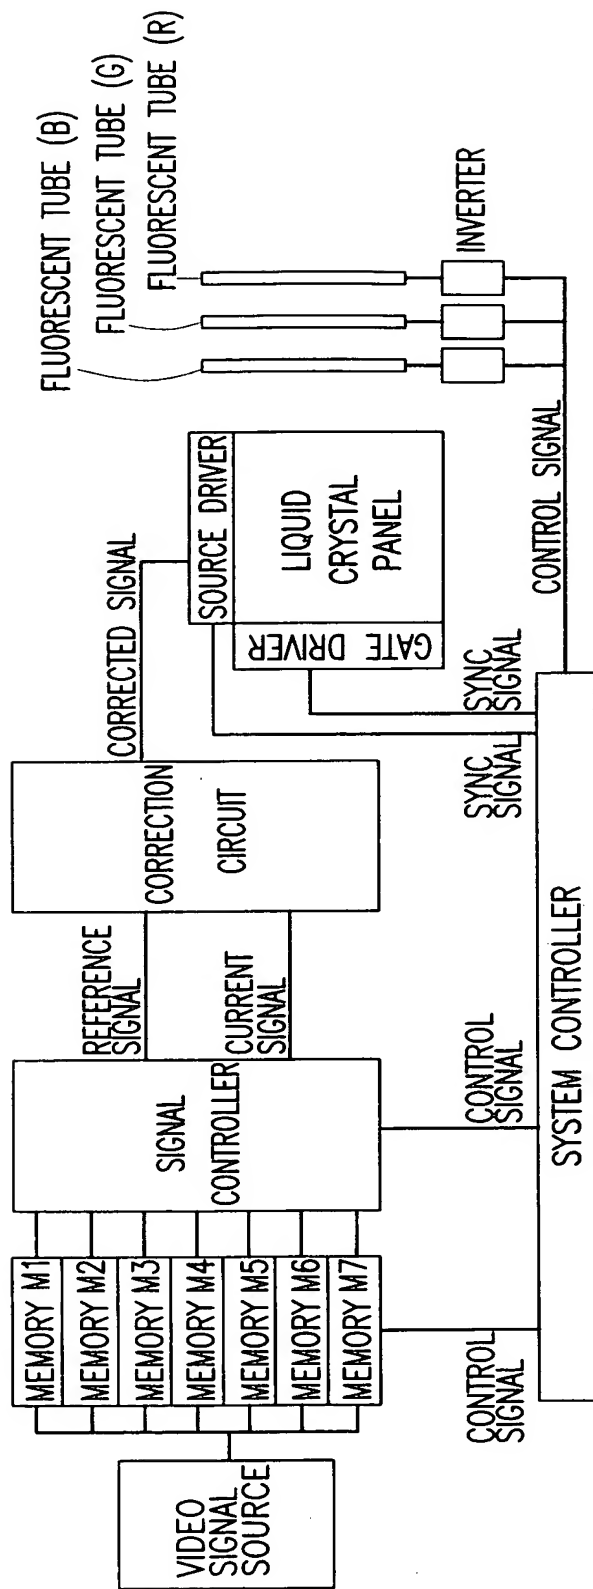 VIDEO
SIGNAL
SOURCE
MEMORY M1
MEMORY M2
MEMORY M3
MEMORY M4
MEMORY M5
MEMORY M6
MEMORY M7
SIGNAL
CONTROLLER
REFERENCE
SIGNAL
CURRENT
SIGNAL
CORRECTION
CIRCUIT
CORRECTED SIGNAL
SOURCE DRIVER
GATE DRIVER
LIQUID
CRYSTAL
PANEL
FLUORESCENT TUBE (B)
FLUORESCENT TUBE (G)
FLUORESCENT TUBE (R)
INVERTER
CONTROL
SIGNAL
CONTROL
SIGNAL
SYNC
SIGNAL
SYNC
SIGNAL
CONTROL SIGNAL
SYSTEM CONTROLLER